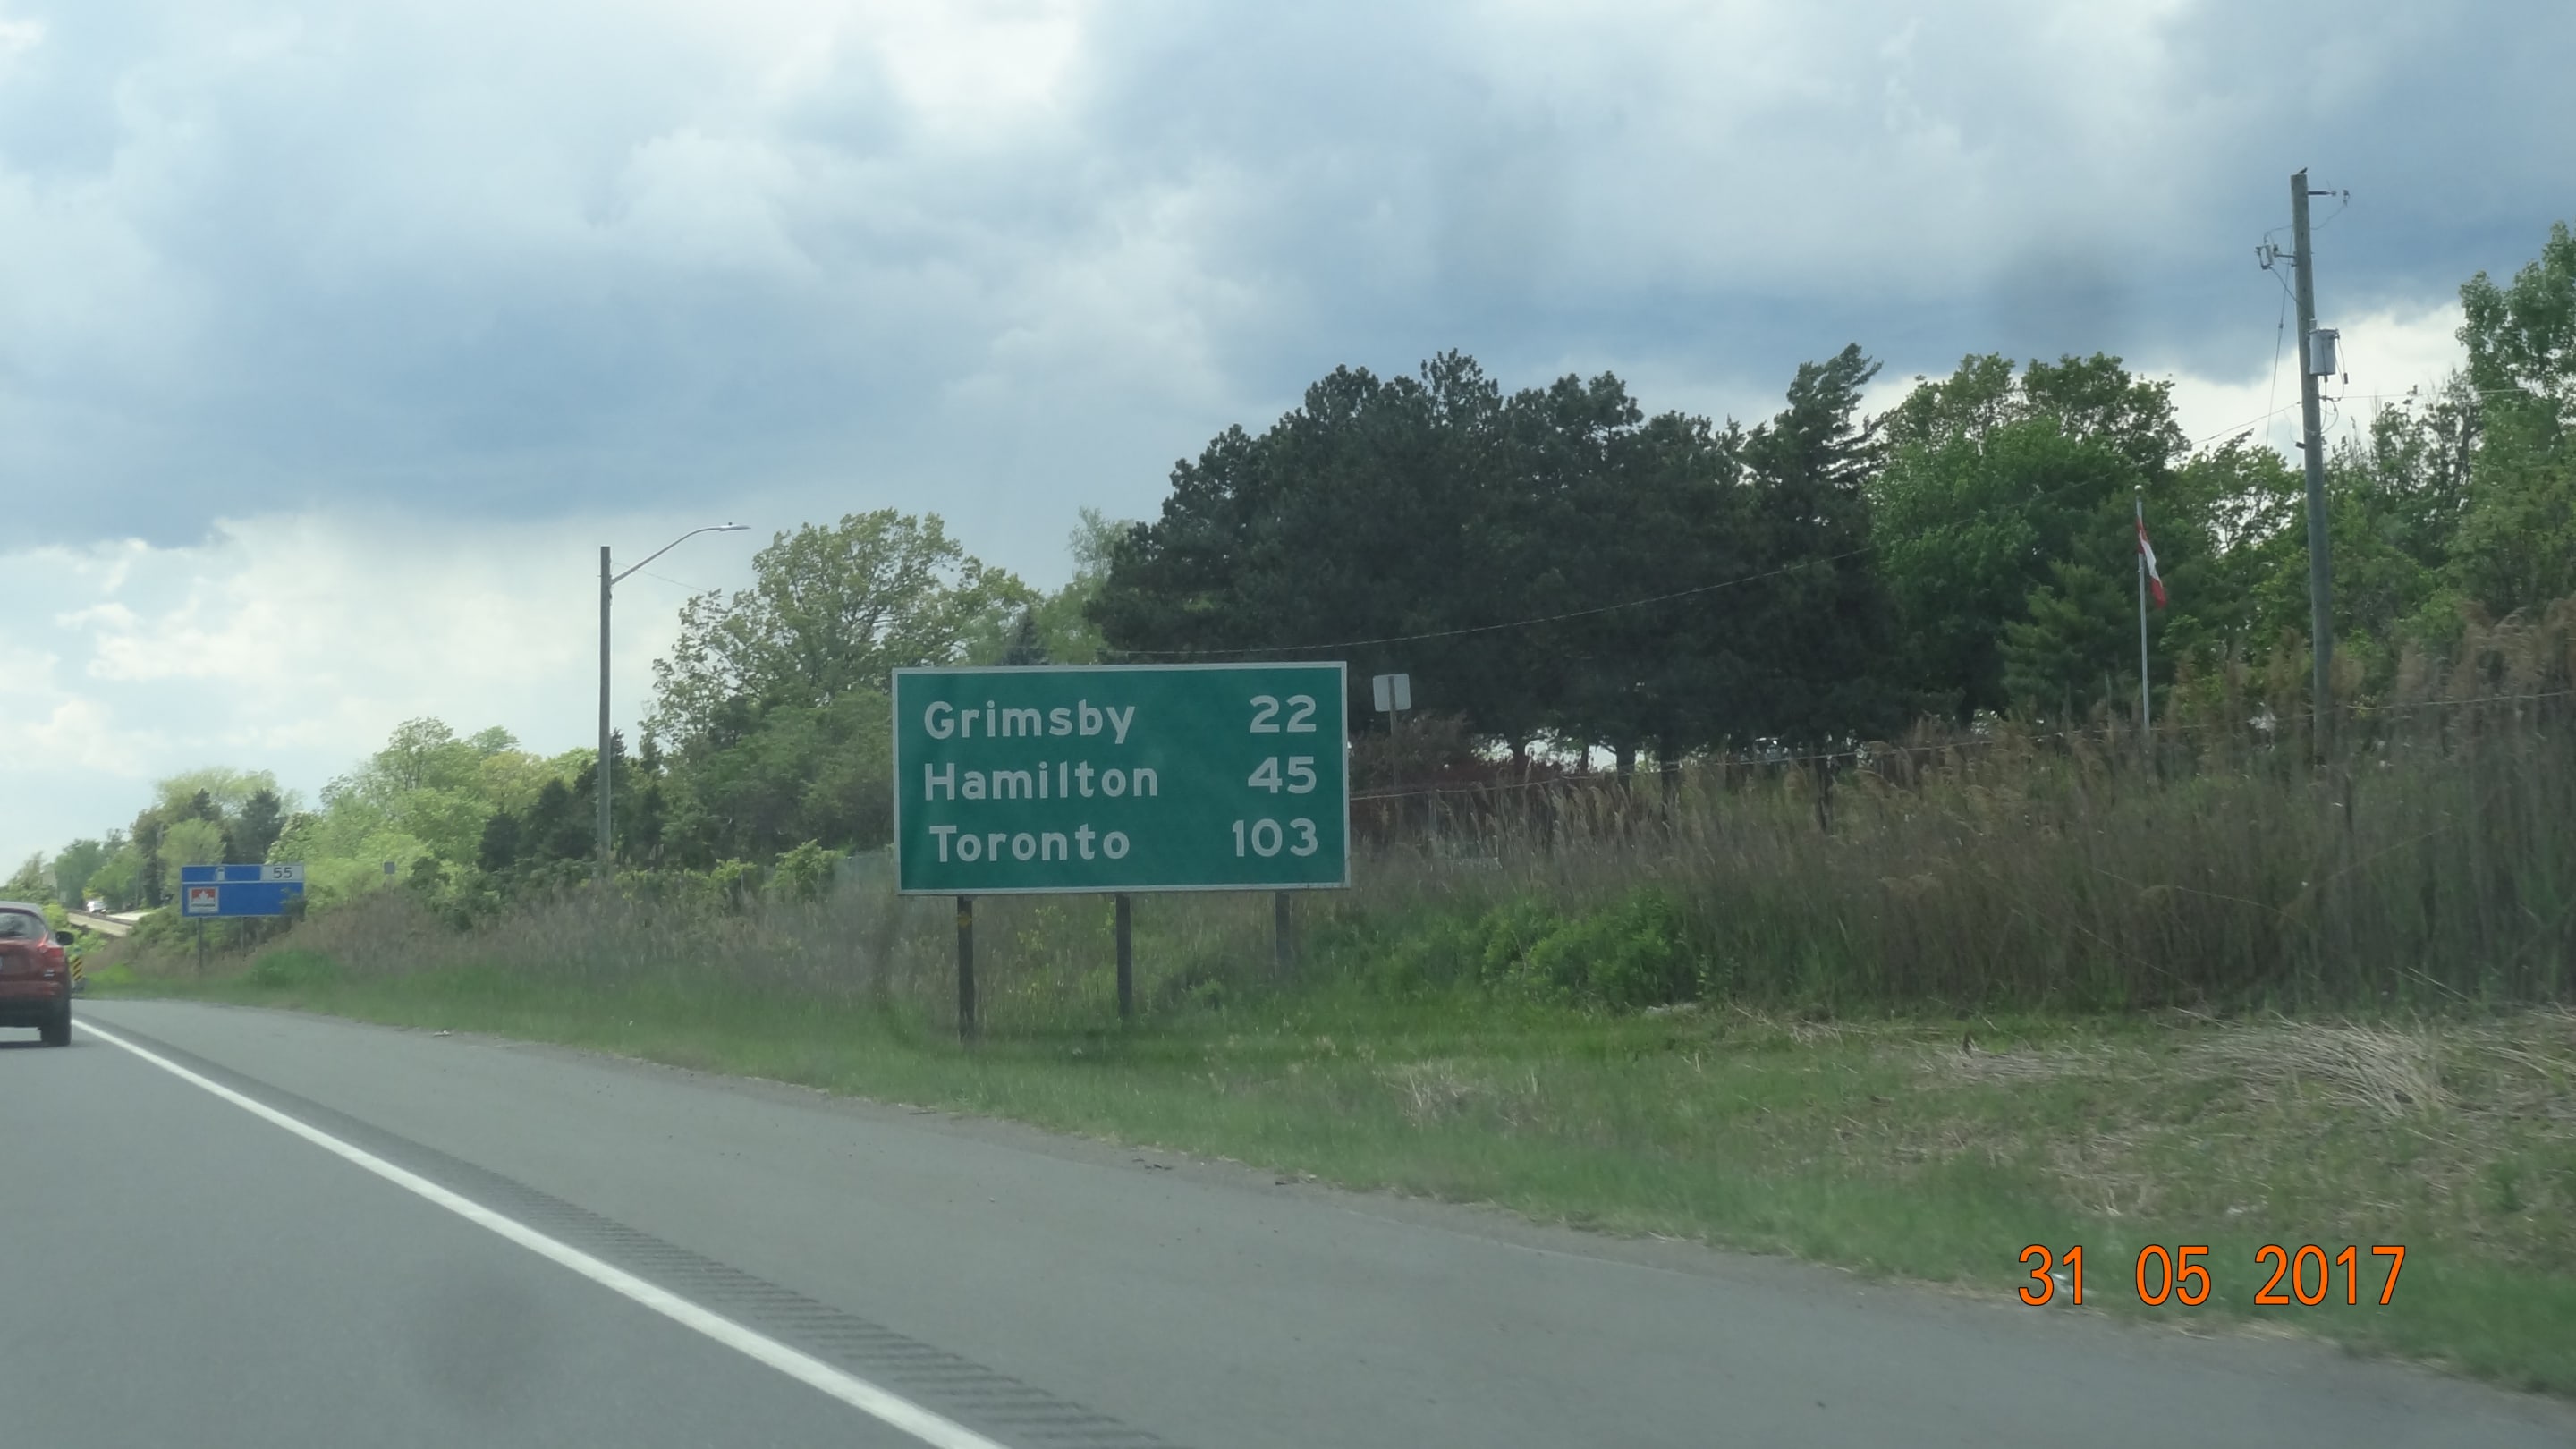 Grimsby 22
Hamilton 45
Toronto 103
55
31 05 2017